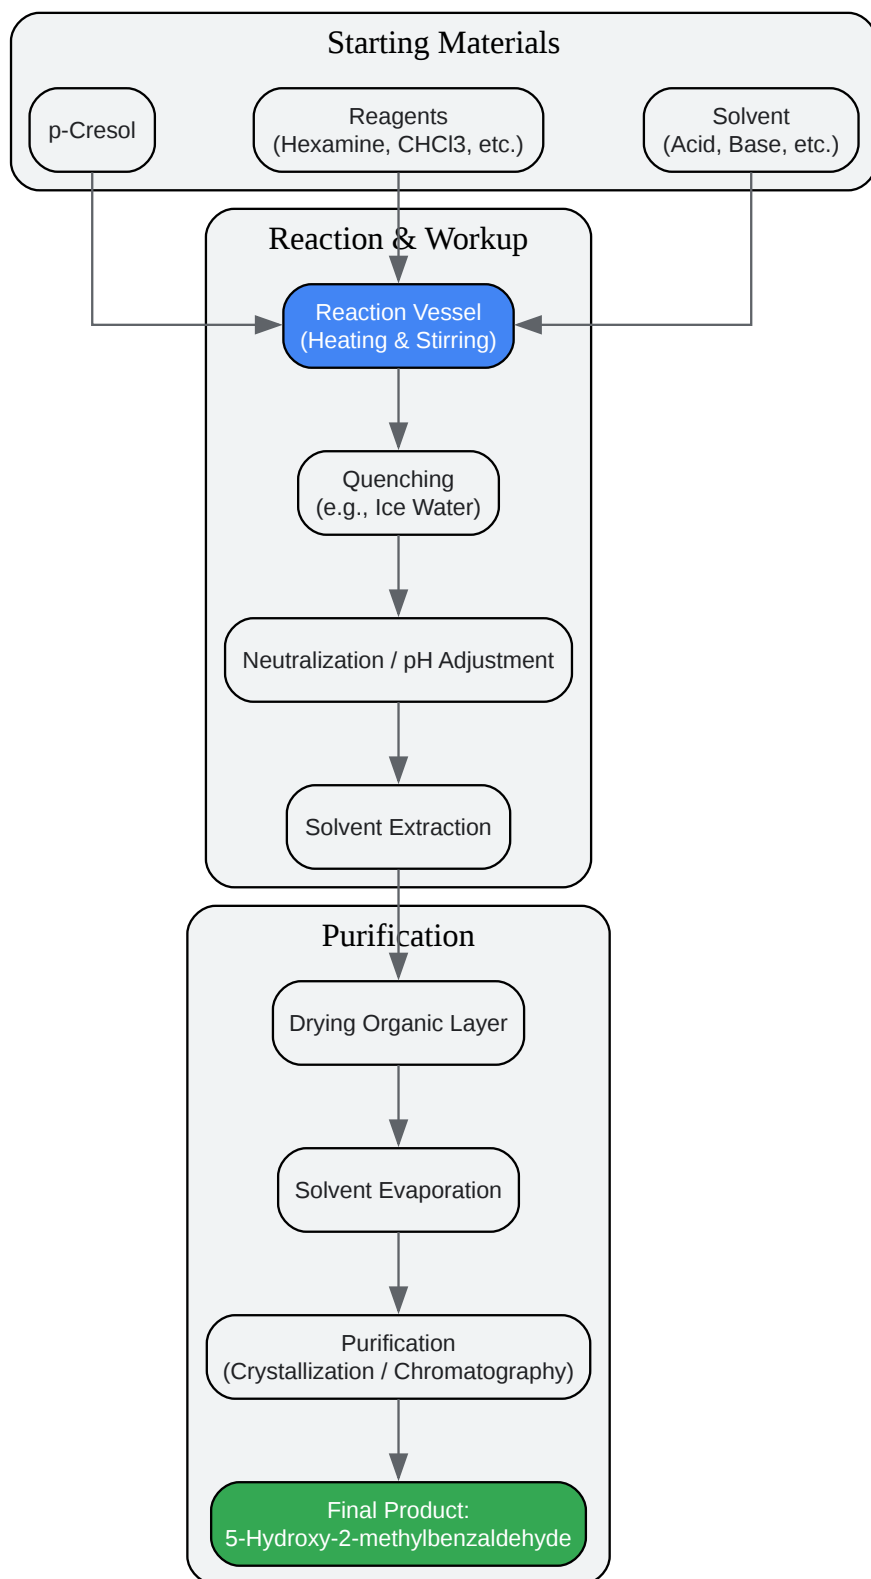 Starting Materials
p-Cresol
Reagents
(Hexamine, CHCl3, etc.)
Solvent
(Acid, Base, etc.)
Reaction & Workup
Reaction Vessel
(Heating & Stirring)
Quenching
(e.g., Ice Water)
Neutralization / pH Adjustment
Solvent Extraction
Purification
Drying Organic Layer
Solvent Evaporation
Purification
(Crystallization / Chromatography)
Final Product:
5-Hydroxy-2-methylbenzaldehyde